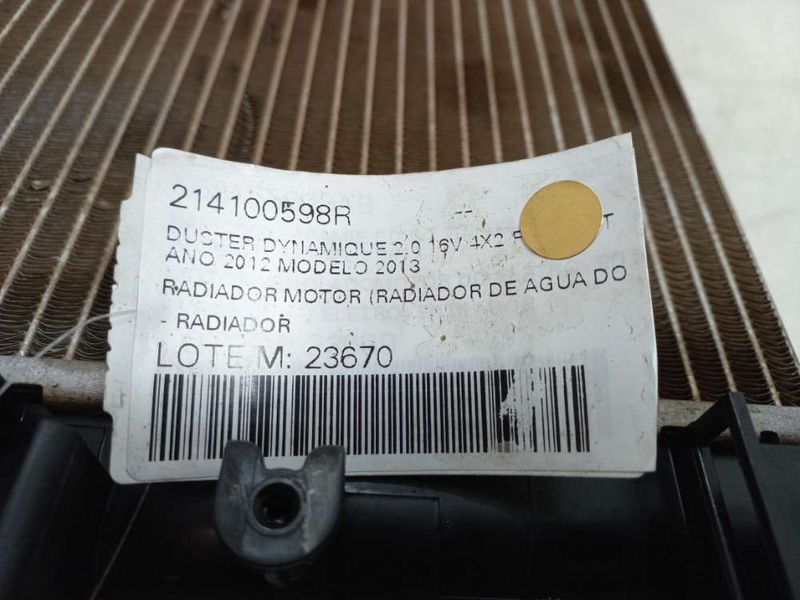 214100598R --
DUSTER DYNAMIQUE 2.0 16V 4X2
ANO 2012 MODELO 2013
RADIADOR MOTOR (RADIADOR DE AGUA DO
- RADIADOR
LOTE M: 23670